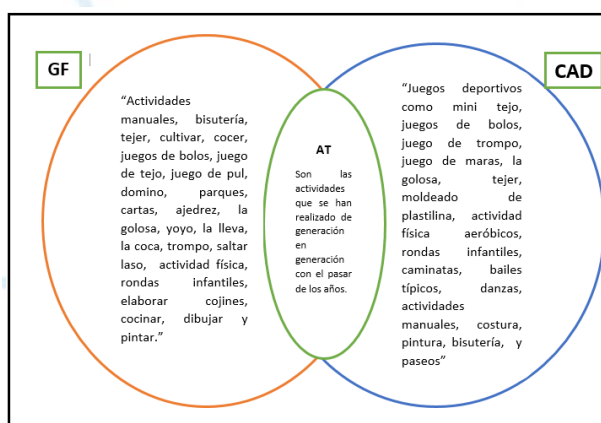 GF
“Actividades
manuales, bisutería,
tejer, cultivar, cocer,
juegos de bolos, juego
de tejo, juego de pul,
domino, parques,
cartas, ajedrez, la
golosa, yoyo, la lleva,
la coca, trompo, saltar
laso, actividad física,
rondas infantiles,
elaborar cojines,
cocinar, dibujar y
pintar.”
AT
Son las
actividades
que se han
realizado de
generación
en
generación
con el pasar
de los años.
CAD
“Juegos deportivos
como mini tejo,
juegos de bolos,
juego de trompo,
juego de maras, la
golosa, tejer,
moldeado de
plastilina, actividad
física aeróbicos,
rondas infantiles,
caminatas, bailes
típicos, danzas,
actividades
manuales, costura,
pintura, bisutería, y
paseos”